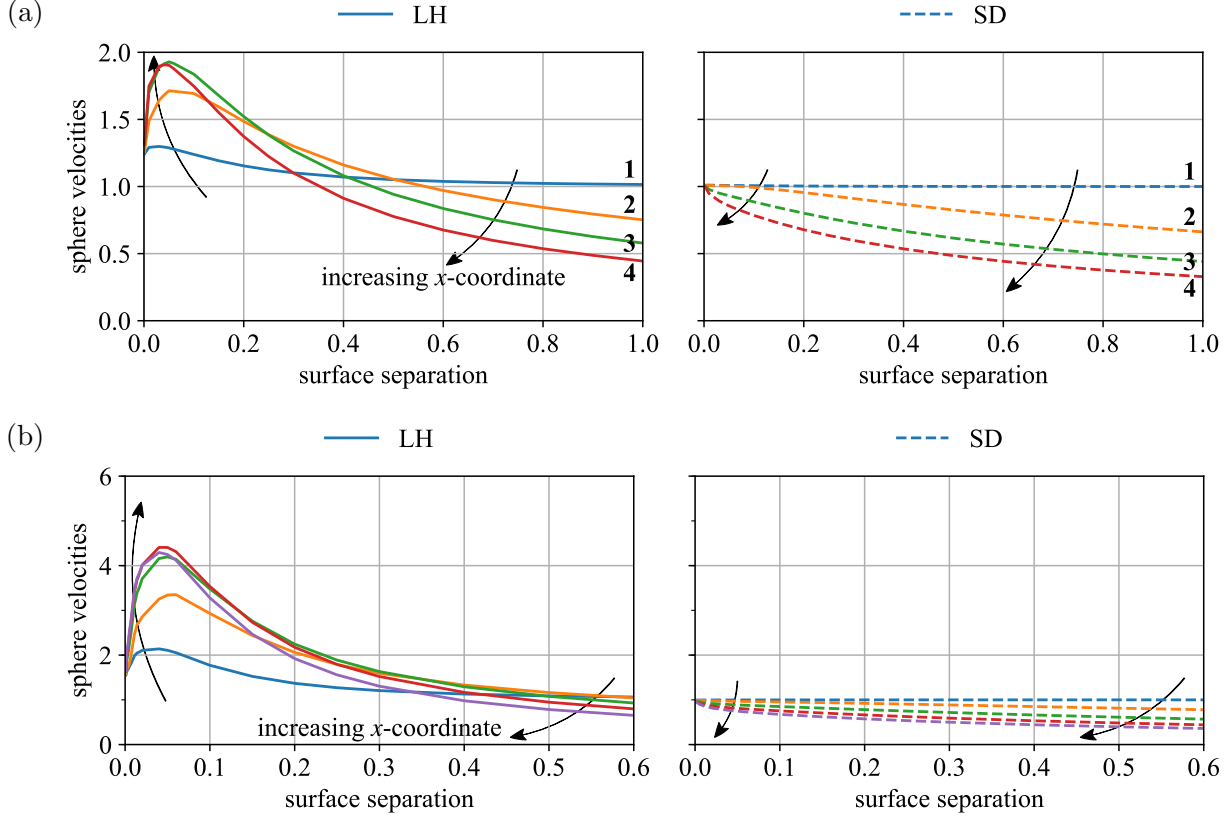 (a)
LH
SD
sphere velocities
2.0
1.5
1.0
0.5
0.0
1
2
3
4
increasing x-coordinate
0.0 0.2 0.4 0.6 0.8 1.0
surface separation
1
2
3
4
0.0 0.2 0.4 0.6 0.8 1.0
surface separation
(b)
LH
SD
sphere velocities
6
4
2
0
increasing x-coordinate
0.0 0.1 0.2 0.3 0.4 0.5 0.6
surface separation
0.0 0.1 0.2 0.3 0.4 0.5 0.6
surface separation